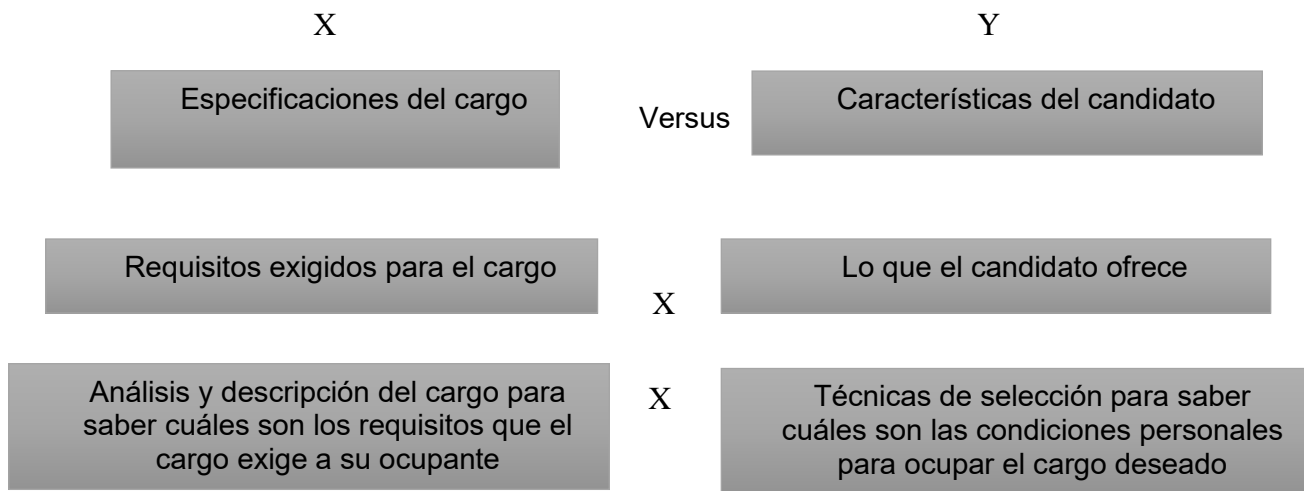 X Y
Especificaciones del cargo
Versus
Características del candidato
Requisitos exigidos para el cargo
X
Lo que el candidato ofrece
Análisis y descripción del cargo para
saber cuáles son los requisitos que el
cargo exige a su ocupante
X
Técnicas de selección para saber
cuáles son las condiciones personales
para ocupar el cargo deseado